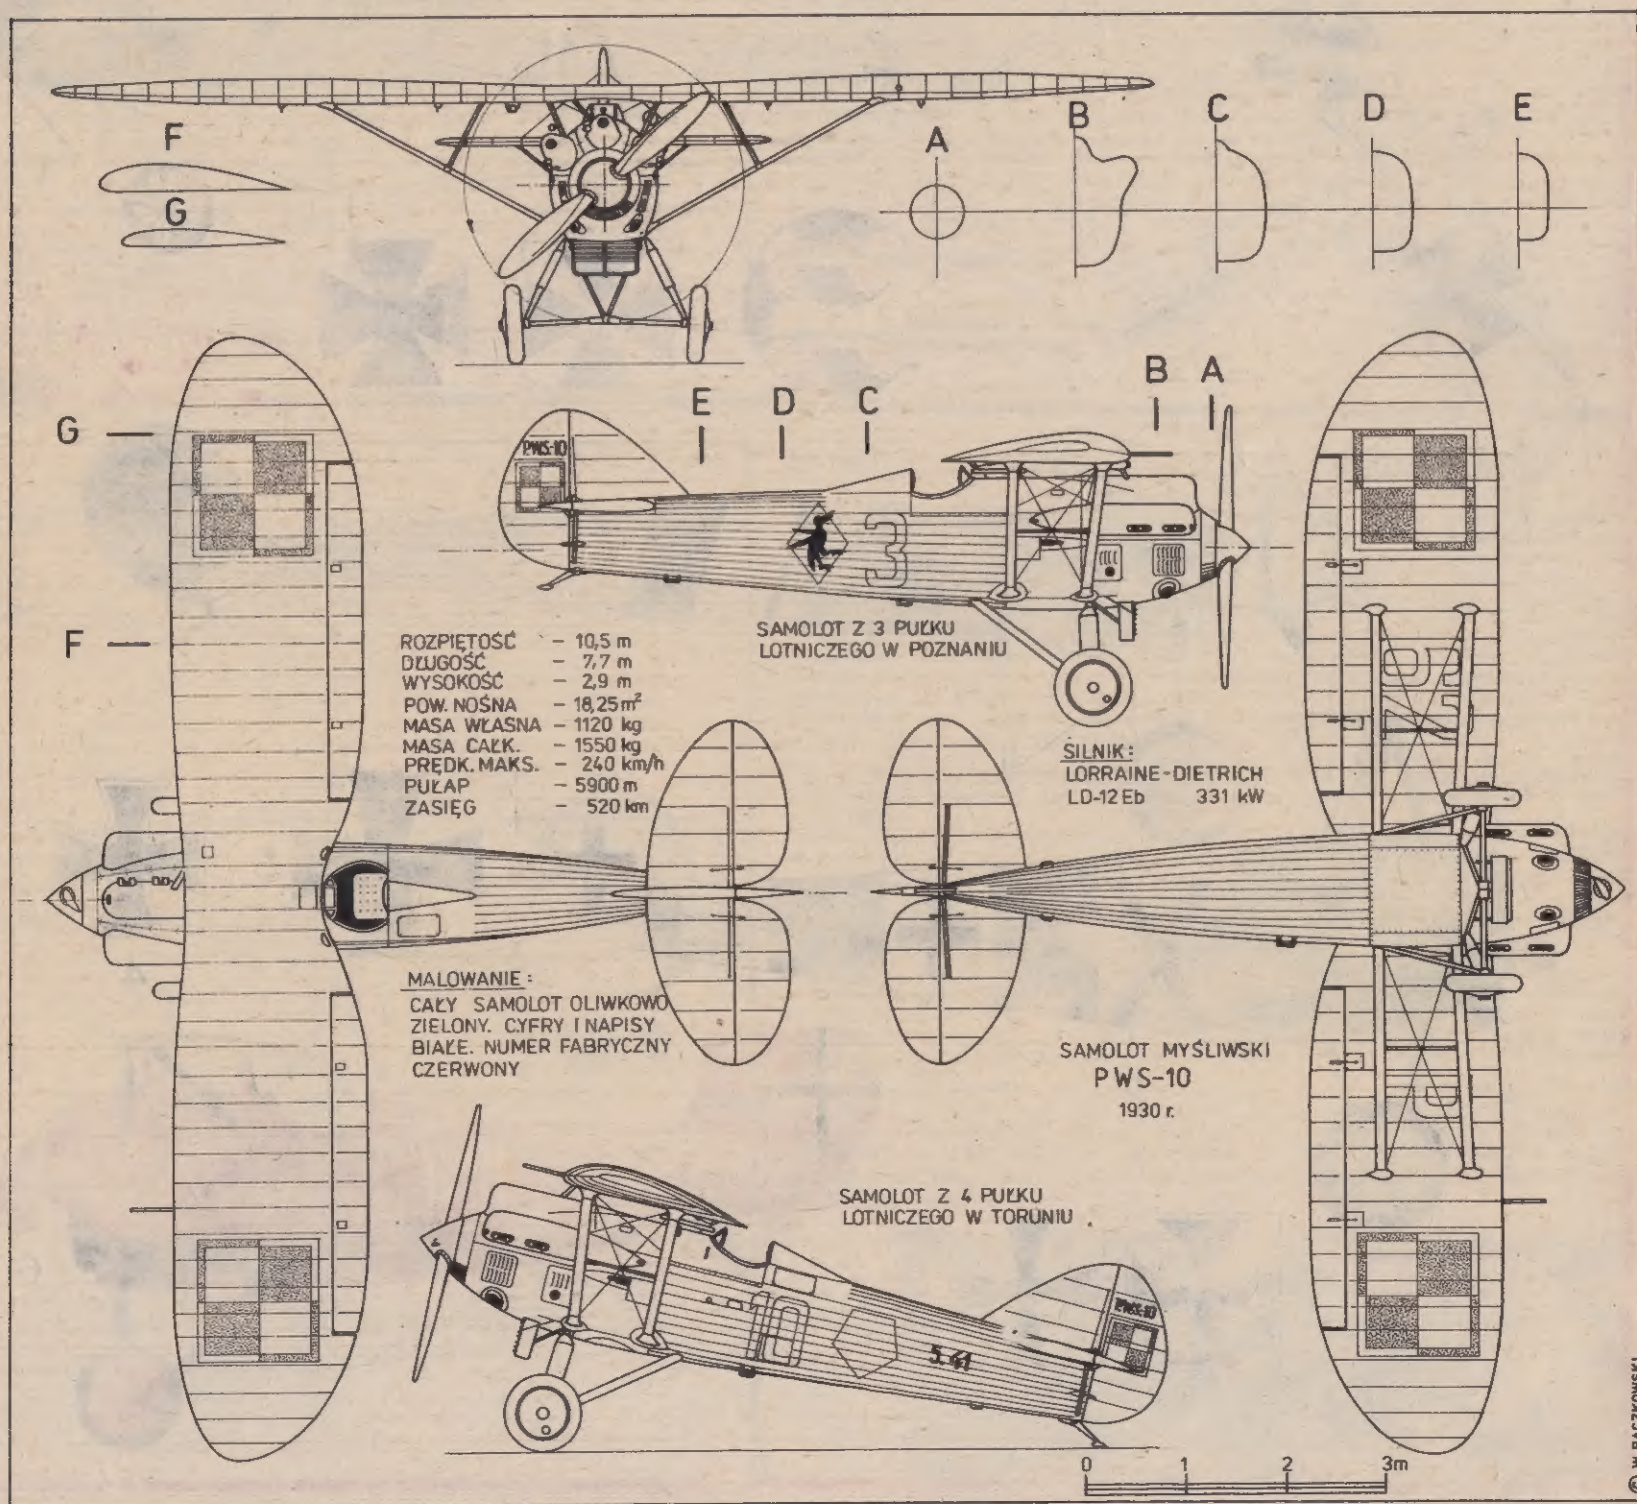 F
G
A
B
C
D
E
G
F
E
D
C
B
A
PWS-10
3
SAMOLOT Z 3 PUŁKU
LOTNICZEGO W POZNANIU
ROZPIĘTOŚĆ - 10,5 m
DŁUGOŚĆ - 7,7 m
WYSOKOŚĆ - 2,9 m
POW. NOŚNA - 18,25 m²
MASA WŁASNA - 1120 kg
MASA CAŁK. - 1550 kg
PRĘDK. MAKS. - 240 km/h
PUŁAP - 5900 m
ZASIĘG - 520 km
SILNIK:
LORRAINE-DIETRICH
LD-12Eb 331 kW
MALOWANIE:
CAŁY SAMOLOT OLIWKOWO
ZIELONY. CYFRY I NAPISY
BIAŁE. NUMER FABRYCZNY
CZERWONY
SAMOLOT MYŚLIWSKI
PWS-10
1930 r.
SAMOLOT Z 4 PUŁKU
LOTNICZEGO W TORUNIU
10
5.41
PWS-10
0 1 2 3m
© W. BĄCZKOWSKI